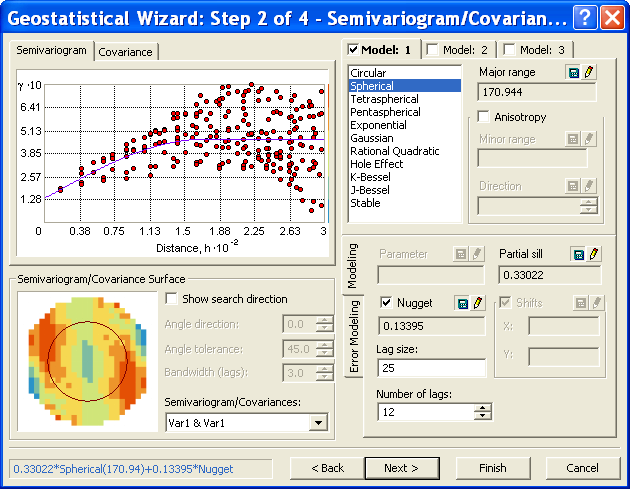 Geostatistical Wizard: Step 2 of 4 - Semivariogram/Covarian...
Semivariogram Covariance
γ·10
6.41
5.13
3.85
2.57
1.28
0 0.38 0.75 1.13 1.5 1.88 2.25 2.63 3
Distance, h·10⁻²
Semivariogram/Covariance Surface
Show search direction
Angle direction: 0.0
Angle tolerance: 45.0
Bandwidth (lags): 3.0
Semivariogram/Covariances:
Var1 & Var1
Model: 1 Model: 2 Model: 3
Circular
Spherical
Tetraspherical
Pentaspherical
Exponential
Gaussian
Rational Quadratic
Hole Effect
K-Bessel
J-Bessel
Stable
Major range
170.944
Anisotropy
Minor range
Direction
Modeling
Error Modeling
Parameter
Partial sill
0.33022
Nugget
0.13395
Shifts
X:
Y:
Lag size:
25
Number of lags:
12
0.33022*Spherical(170.94)+0.13395*Nugget
< Back Next > Finish Cancel